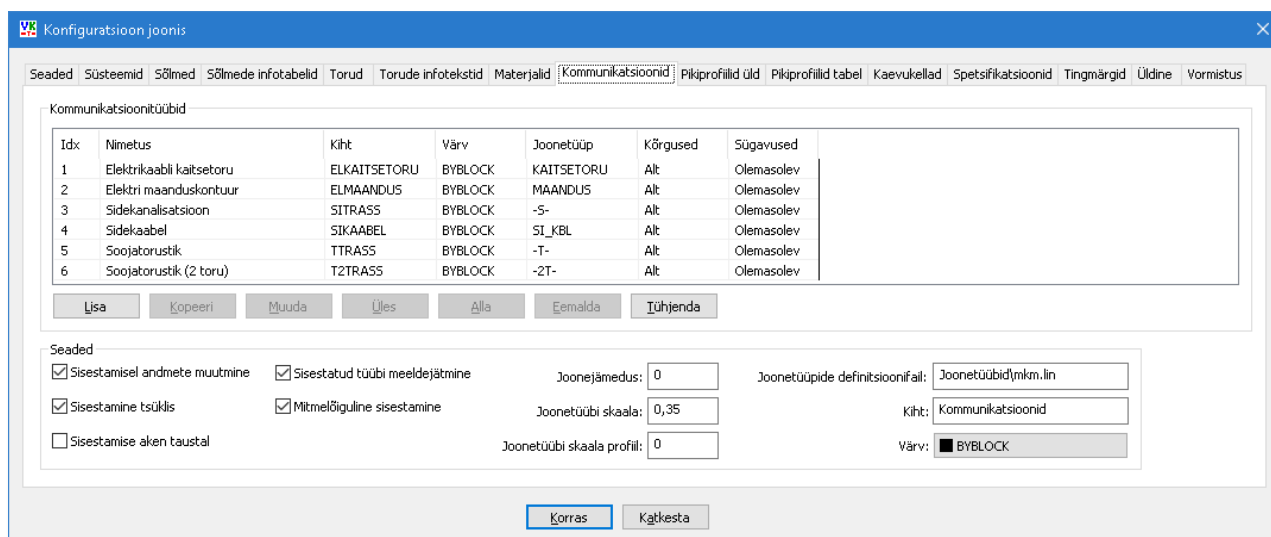 Konfiguratsioon joonis
Seaded Süsteemid Sõlmed Sõlmede infotabelid Torud Torude infotekstid Materjalid Kommunikatsioonid Pikiprofiilid üld Pikiprofiilid tabel Kaevukellad Spetsifikatsioonid Tingmärgid Üldine Vormistus
Kommunikatsioonitüübid
Idx Nimetus Kiht Värv Joonetüüp Kõrgused Sügavused
1 Elektrikaabli kaitsetoru ELKAITSETORU BYBLOCK KAITSETORU Alt Olemasolev
2 Elektri maanduskontuur ELMAANDUS BYBLOCK MAANDUS Alt Olemasolev
3 Sidekanalisatsioon SITRASS BYBLOCK -S- Alt Olemasolev
4 Sidekaabel SIKAABEL BYBLOCK SI_KBL Alt Olemasolev
5 Soojatorustik TTRASS BYBLOCK -T- Alt Olemasolev
6 Soojatorustik (2 toru) T2TRASS BYBLOCK -2T- Alt Olemasolev
Lisa Kopeeri Muuda Üles Alla Eemalda Tühjenda
Seaded
Sisestamisel andmete muutmine Sisestatud tüübi meeldejätmine Joonejämedus: 0 Joonetüüpide definitsioonifail: Joonetüübid\mkm.lin
Sisestamine tsüklis Mitmelõiguline sisestamine Joonetüübi skaala: 0,35 Kiht: Kommunikatsioonid
Sisestamise aken taustal Joonetüübi skaala profiil: 0 Värv: BYBLOCK
Korras Katkesta